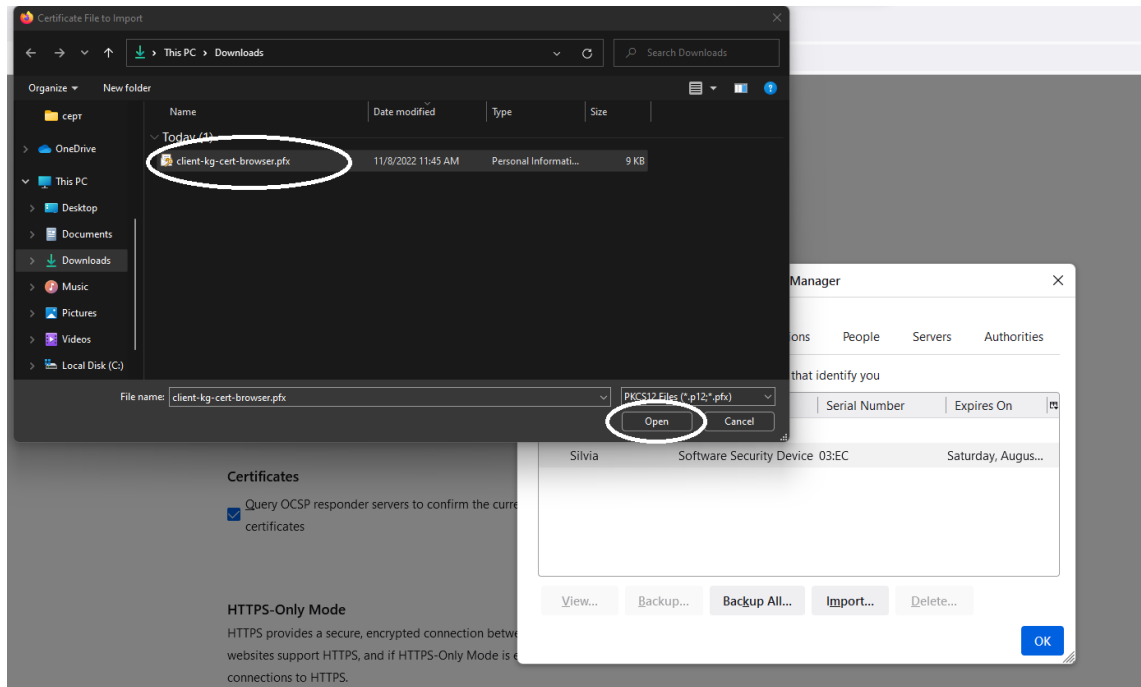 Certificate File to Import
This PC › Downloads
Search Downloads
Organize
New folder
Name
Date modified
Type
Size
Today (1)
client-kg-cert-browser.pfx
11/8/2022 11:45 AM
Personal Informati...
9 KB
серт
OneDrive
This PC
Desktop
Documents
Downloads
Music
Pictures
Videos
Local Disk (C:)
File name:
client-kg-cert-browser.pfx
PKCS12 Files (*.p12;*.pfx)
Open
Cancel
Manager
ions
People
Servers
Authorities
that identify you
Serial Number
Expires On
Silvia
Software Security Device
03:EC
Saturday, Augus...
View...
Backup...
Backup All...
Import...
Delete...
OK
Certificates
Query OCSP responder servers to confirm the curre
certificates
HTTPS-Only Mode
HTTPS provides a secure, encrypted connection betwe
websites support HTTPS, and if HTTPS-Only Mode is e
connections to HTTPS.